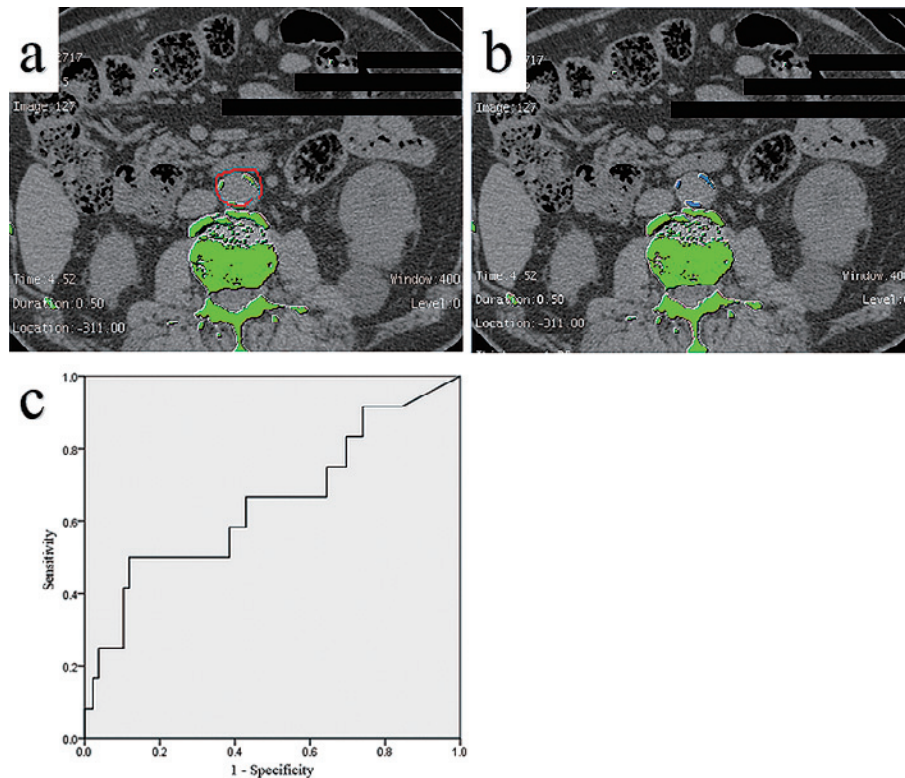 a
2717
5
Image:127
Time:4.52
Duration:0.50
Location:-311.00
Window:400
Level:0
b
2717
Image:127
Time:4.52
Duration:0.50
Location:-311.00
Window:400
Level:0
c
1.0
0.8
0.6
0.4
0.2
0.0
Sensitivity
0.0 0.2 0.4 0.6 0.8 1.0
1 - Specificity